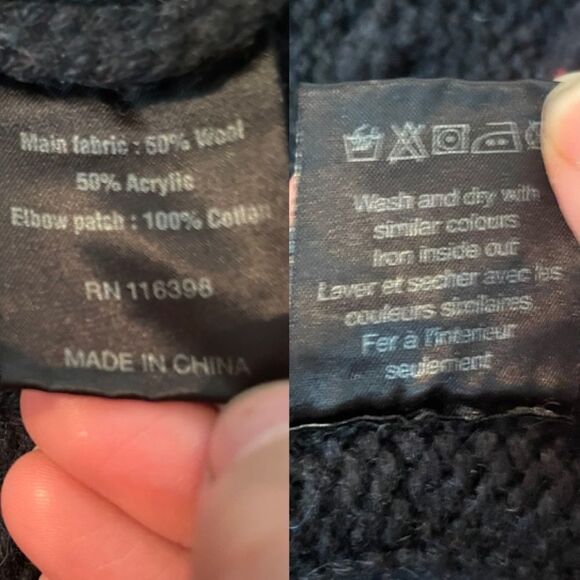 Main fabric : 50% Wool
50% Acrylic
Elbow patch : 100% Cotton
RN 116398
MADE IN CHINA
Wash and dry with
similar colours
Iron inside out
Laver et secher avec les
couleurs similaires
Fer à l'interieur
seulement